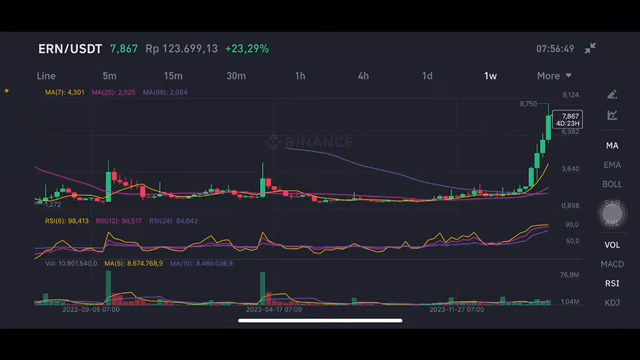 ERN/USDT 7,867 Rp 123.699,13 +23,29% 07:56:49
Line 5m 15m 30m 1h 4h 1d 1w More
MA(7): 4,301 MA(25): 2,525 MA(99): 2,084
9,124
8,750
7,867
4D:23H
6,382
BINANCE
MA
EMA
3,640
BOLL
1,272
0,898
RSI(6): 98,413 RSI(12): 94,517 RSI(24): 84,042
90,0
50,0
VOL
Vol: 10.901.540,0 MA(5): 8.674.768,9 MA(10): 8.460.036,9
MACD
76,9M
RSI
1,04M
KDJ
2022-09-05 07:00 2023-04-17 07:00 2023-11-27 07:00